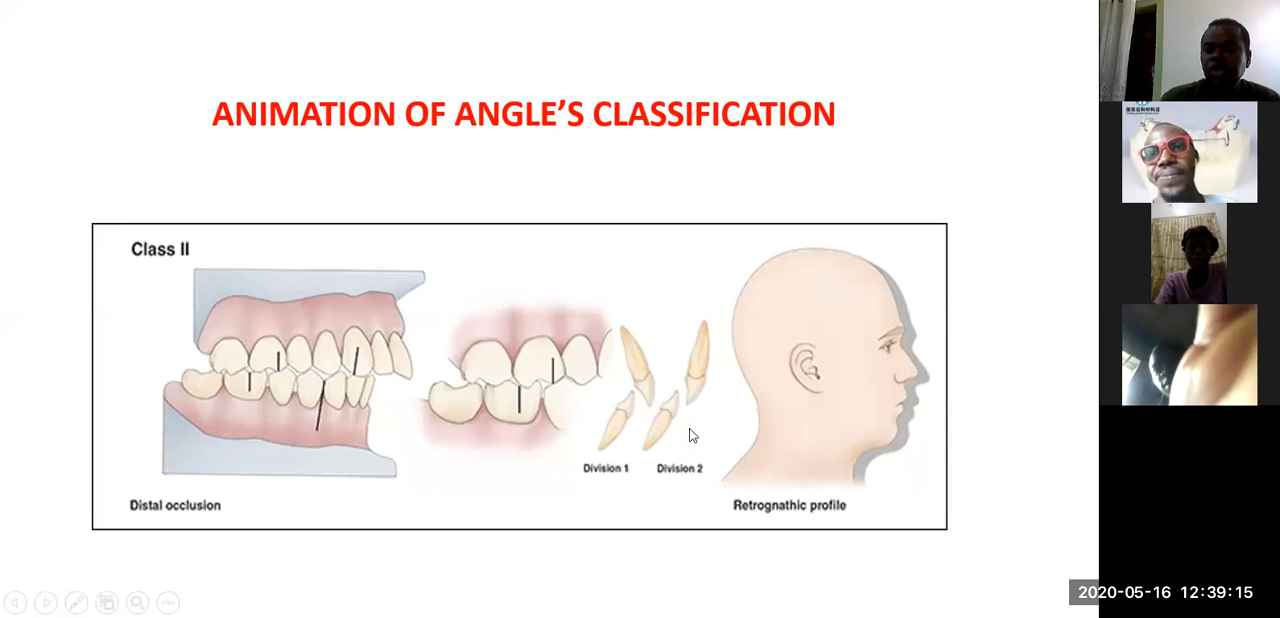 ANIMATION OF ANGLE’S CLASSIFICATION
Class II
Division 1
Division 2
Distal occlusion
Retrognathic profile
2020-05-16 12:39:15